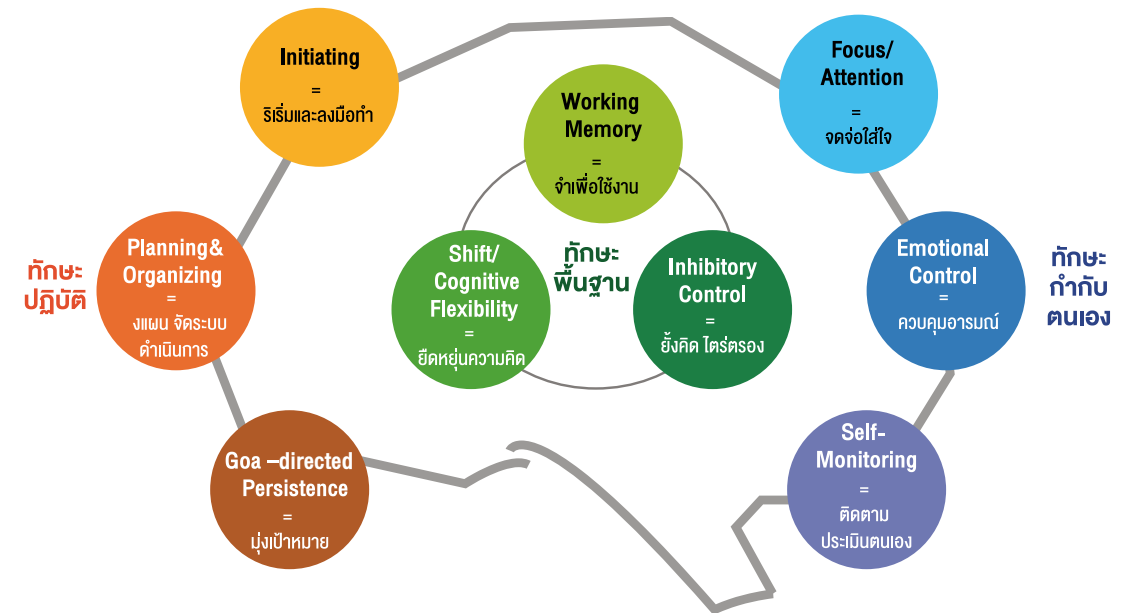 Initiating
=
ริเริ่มและลงมือทำ
Focus/
Attention
=
จดจ่อใส่ใจ
Working
Memory
=
จำเพื่อใช้งาน
ทักษะ
ปฏิบัติ
Planning&
Organizing
=
งแผน จัดระบบ
ดำเนินการ
Shift/
Cognitive
Flexibility
=
ยืดหยุ่นความคิด
ทักษะ
พื้นฐาน
Inhibitory
Control
=
ยั้งคิด ไตร่ตรอง
Emotional
Control
=
ควบคุมอารมณ์
ทักษะ
กำกับ
ตนเอง
Goa –directed
Persistence
=
มุ่งเป้าหมาย
Self-
Monitoring
=
ติดตาม
ประเมินตนเอง